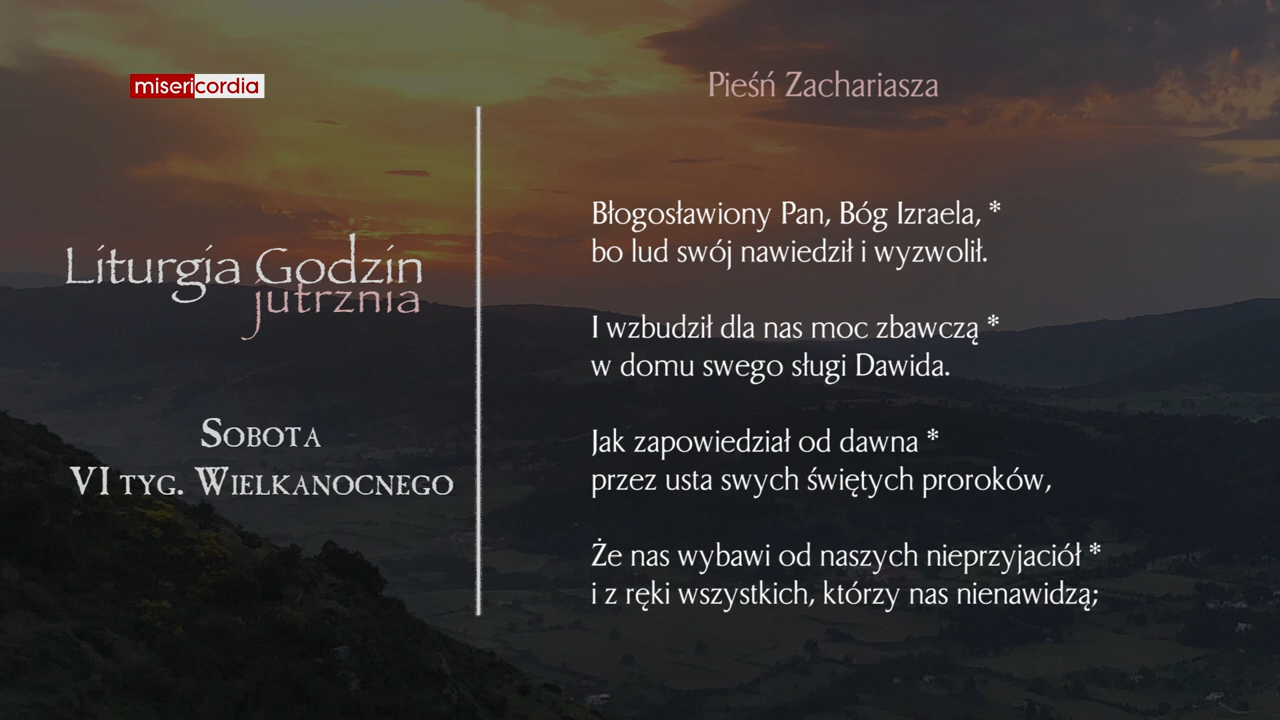 misericordia
Liturgia Godzin
jutrznia
Sobota
VI tyg. Wielkanocnego
Pieśń Zachariasza
Błogosławiony Pan, Bóg Izraela, *
bo lud swój nawiedził i wyzwolił.
I wzbudził dla nas moc zbawczą *
w domu swego sługi Dawida.
Jak zapowiedział od dawna *
przez usta swych świętych proroków,
Że nas wybawi od naszych nieprzyjaciół *
i z ręki wszystkich, którzy nas nienawidzą;